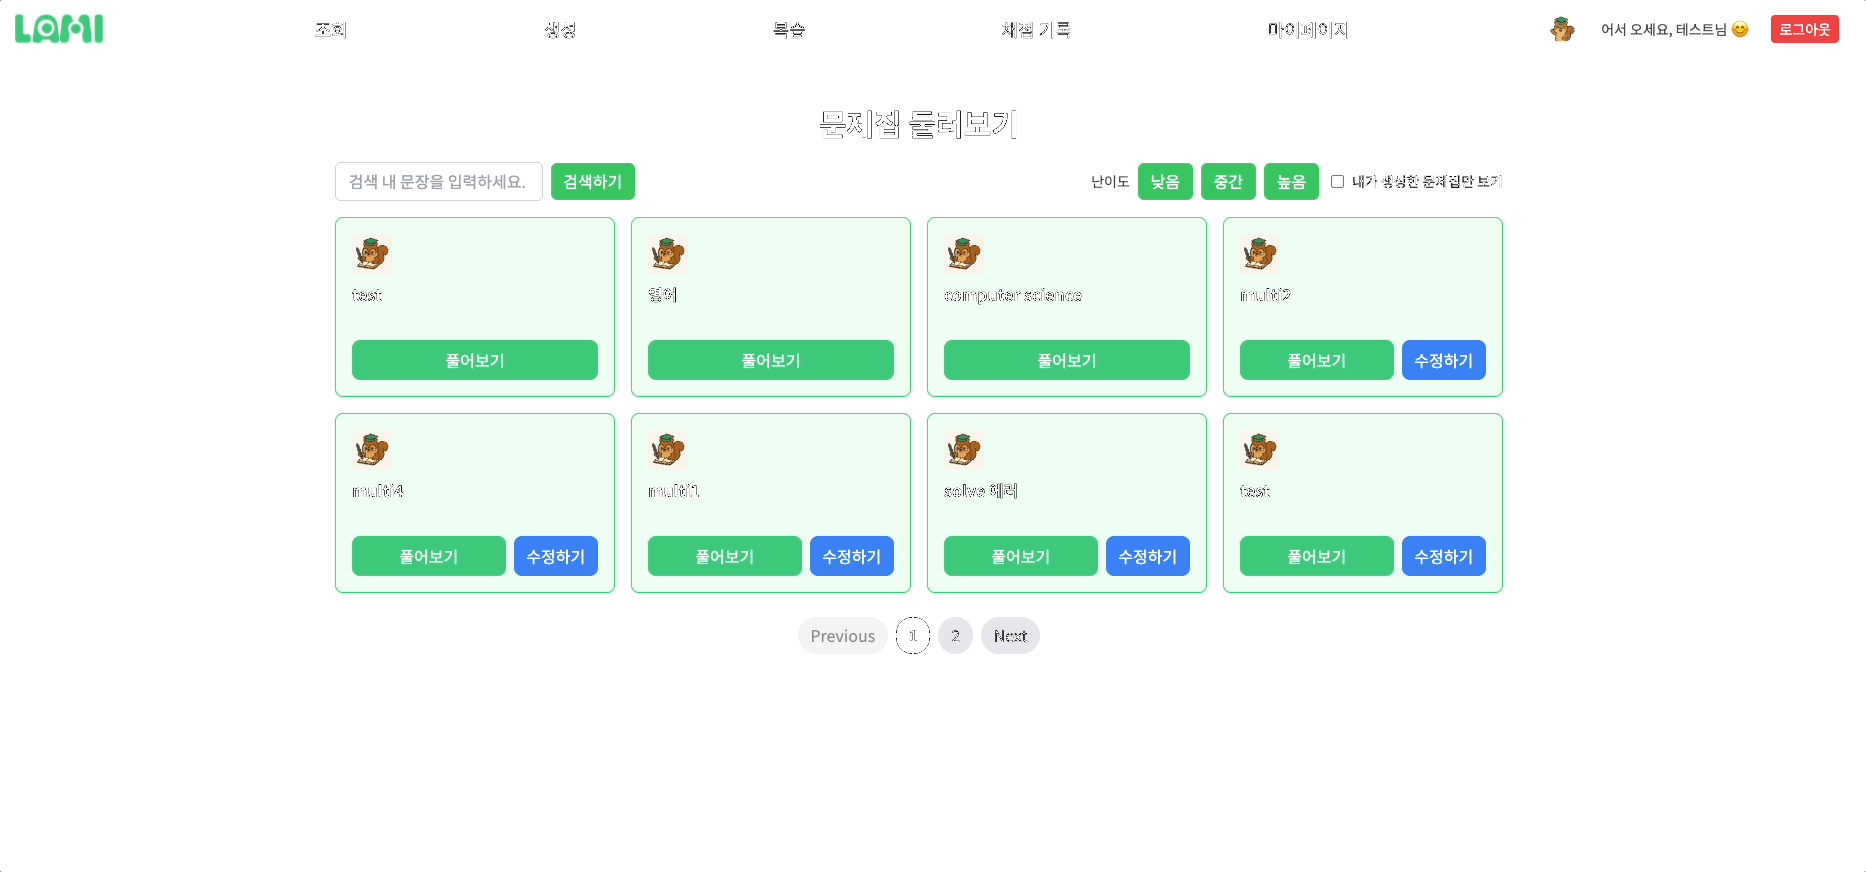 LAMI
조회 생성 복습 채점 기록 마이페이지 어서 오세요, 테스트님 😊 로그아웃
문제집 둘러보기
검색 내 문장을 입력하세요. 검색하기 난이도 낮음 중간 높음 내가 생성한 문제집만 보기
test 영어 computer science multi2
풀어보기 풀어보기 풀어보기 풀어보기 수정하기
multi4 multi1 solve 에러 test
풀어보기 수정하기 풀어보기 수정하기 풀어보기 수정하기 풀어보기 수정하기
Previous 1 2 Next